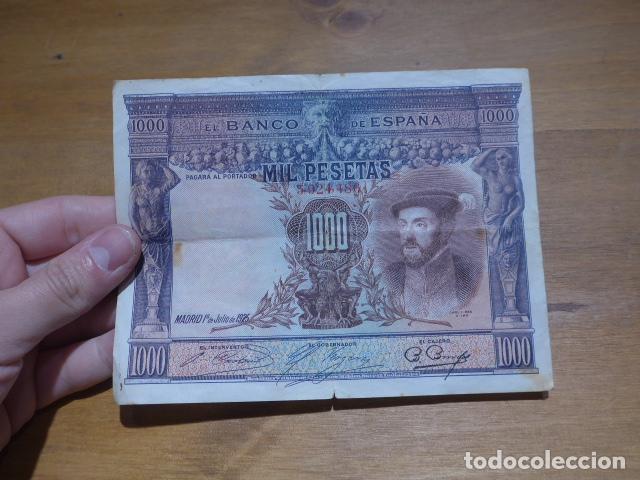 1000 EL BANCO DE ESPAÑA 1000
PAGARÁ AL PORTADOR
MIL PESETAS
1000
MADRID 1º de Julio de 1925
EL INTERVENTOR
EL GOBERNADOR
EL CAJERO
1000
1000
todocoleccion